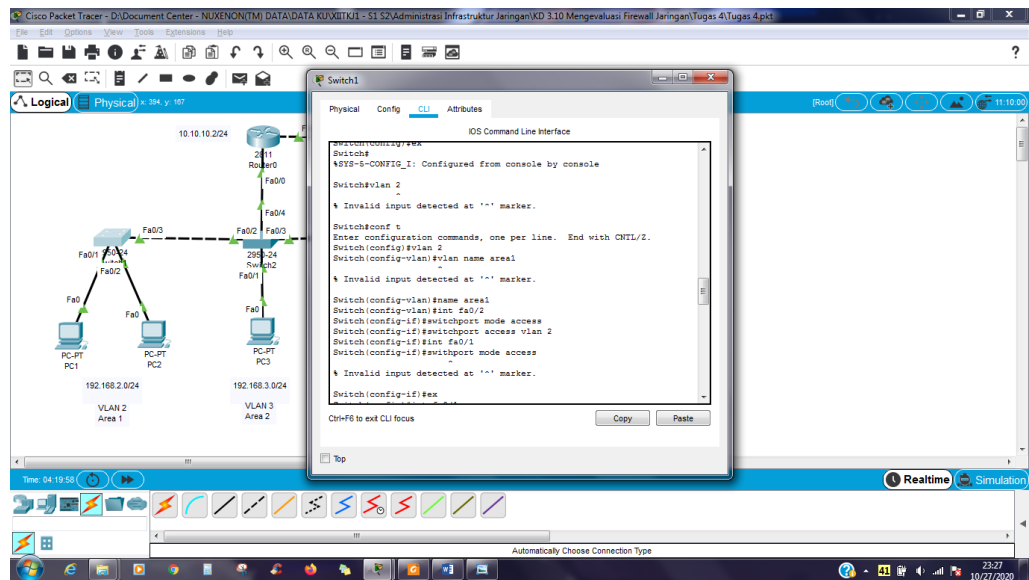 Cisco Packet Tracer - D:\Document Center - NUXENON(TM) DATA\DATA KU\XIITKJ1 - S1 S2\Administrasi Infrastruktur Jaringan\KD 3.10 Mengevaluasi Firewall Jaringan\Tugas 4\Tugas 4.pkt
File Edit Options View Tools Extensions Help
Logical Physical x: 394, y: 167
[Root] 11:10:00
Switch1
Physical Config CLI Attributes
IOS Command Line Interface
Switch(config)#ex
Switch#
%SYS-5-CONFIG_I: Configured from console by console
Switch#vlan 2
^
% Invalid input detected at '^' marker.
Switch#conf t
Enter configuration commands, one per line. End with CNTL/Z.
Switch(config)#vlan 2
Switch(config-vlan)#vlan name area1
^
% Invalid input detected at '^' marker.
Switch(config-vlan)#name area1
Switch(config-vlan)#int fa0/2
Switch(config-if)#switchport mode access
Switch(config-if)#switchport access vlan 2
Switch(config-if)#int fa0/1
Switch(config-if)#swithport mode access
^
% Invalid input detected at '^' marker.
Switch(config-if)#ex
Ctrl+F6 to exit CLI focus
Copy Paste
Top
10.10.10.2/24
2811
Router0
Fa0/0
Fa0/4
Fa0/3
Fa0/2 Fa0/3
Fa0/1
Fa0/2
2950-24
Switch2
Fa0/1
Fa0
Fa0
Fa0
PC-PT
PC1
PC-PT
PC2
PC-PT
PC3
192.168.2.0/24
192.168.3.0/24
VLAN 2
Area 1
VLAN 3
Area 2
Time: 04:19:58
Realtime Simulation
Automatically Choose Connection Type
41
23:27
10/27/2020